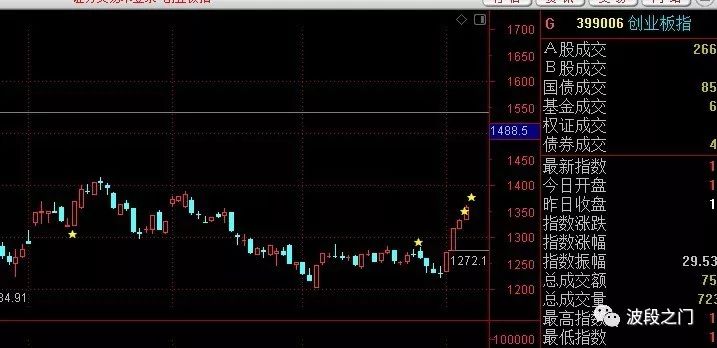 1700
1650
1600
1550
1488.5
1450
1400
1350
1300
1250
1200
100000
1272.1
34.91
G 399006 创业板指
A股成交 266
B股成交
国债成交 85
基金成交 6
权证成交
债券成交 4
最新指数 1
今日开盘 1
昨日收盘 1
指数涨跌
指数涨幅
指数振幅 29.53
总成交额 75
总成交量 723
最高指数 1
最低指数 1
波段之门